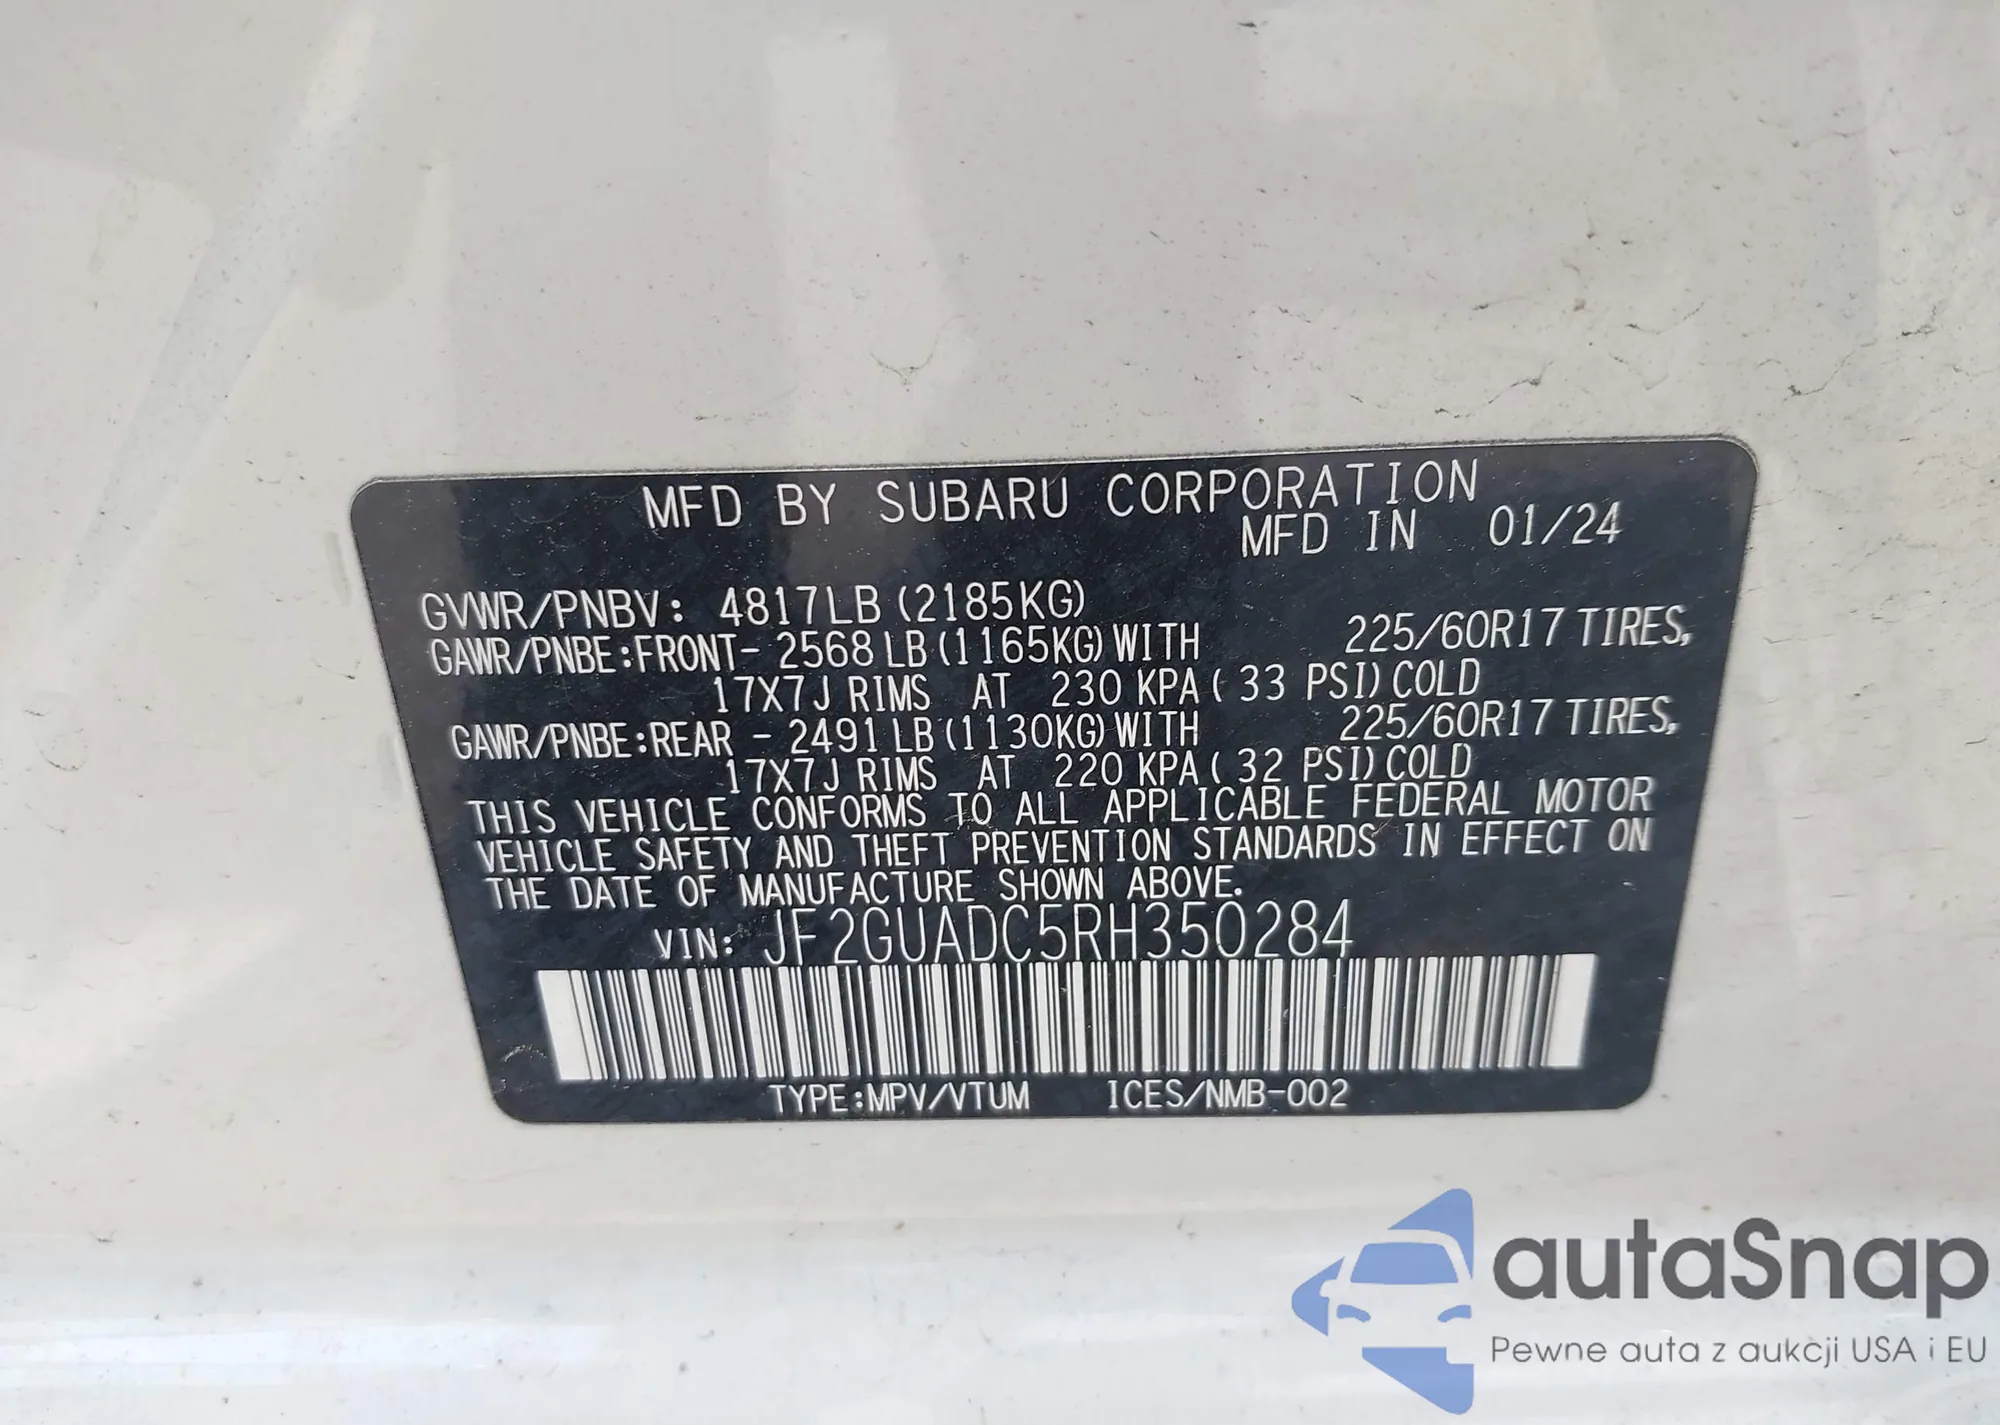 MFD BY SUBARU CORPORATION
MFD IN 01/24
GVWR/PNBV: 4817LB (2185KG)
GAWR/PNBE:FRONT- 2568 LB (1165KG) WITH 225/60R17 TIRES,
17X7J RIMS AT 230 KPA ( 33 PSI) COLD
GAWR/PNBE:REAR - 2491 LB (1130KG) WITH 225/60R17 TIRES,
17X7J RIMS AT 220 KPA ( 32 PSI) COLD
THIS VEHICLE CONFORMS TO ALL APPLICABLE FEDERAL MOTOR
VEHICLE SAFETY AND THEFT PREVENTION STANDARDS IN EFFECT ON
THE DATE OF MANUFACTURE SHOWN ABOVE.
VIN: JF2GUADC5RH350284
TYPE:MPV/VTUM ICES/NMB-002
autaSnap
Pewne auta z aukcji USA i EU